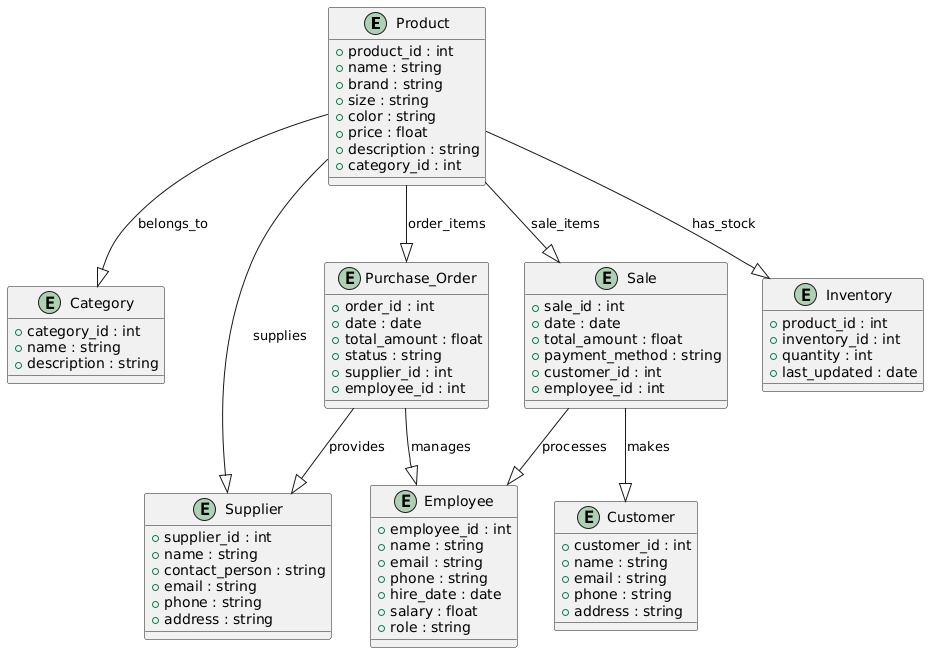 E Product
product_id : int
name : string
brand : string
size : string
color : string
price : float
description : string
category_id : int
belongs_to
order_items
sale_items
has_stock
E Category
category_id : int
name : string
description : string
supplies
E Purchase_Order
order_id : int
date : date
total_amount : float
status : string
supplier_id : int
employee_id : int
E Sale
sale_id : int
date : date
total_amount : float
payment_method : string
customer_id : int
employee_id : int
E Inventory
product_id : int
inventory_id : int
quantity : int
last_updated : date
provides
manages
processes
makes
E Supplier
supplier_id : int
name : string
contact_person : string
email : string
phone : string
address : string
E Employee
employee_id : int
name : string
email : string
phone : string
hire_date : date
salary : float
role : string
E Customer
customer_id : int
name : string
email : string
phone : string
address : string